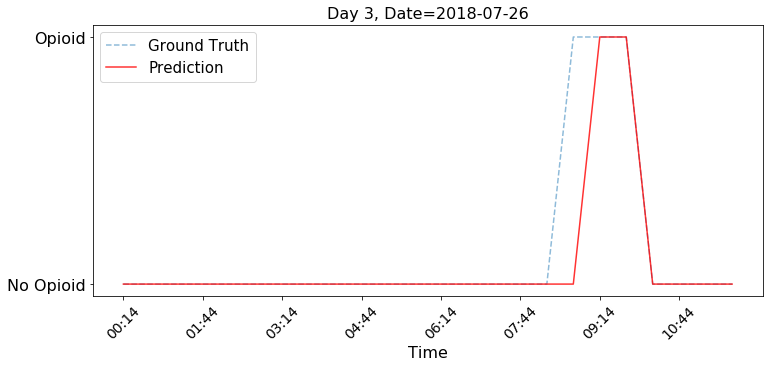 Day 3, Date=2018-07-26
Opioid
Ground Truth
Prediction
No Opioid
00:14 01:44 03:14 04:44 06:14 07:44 09:14 10:44
Time